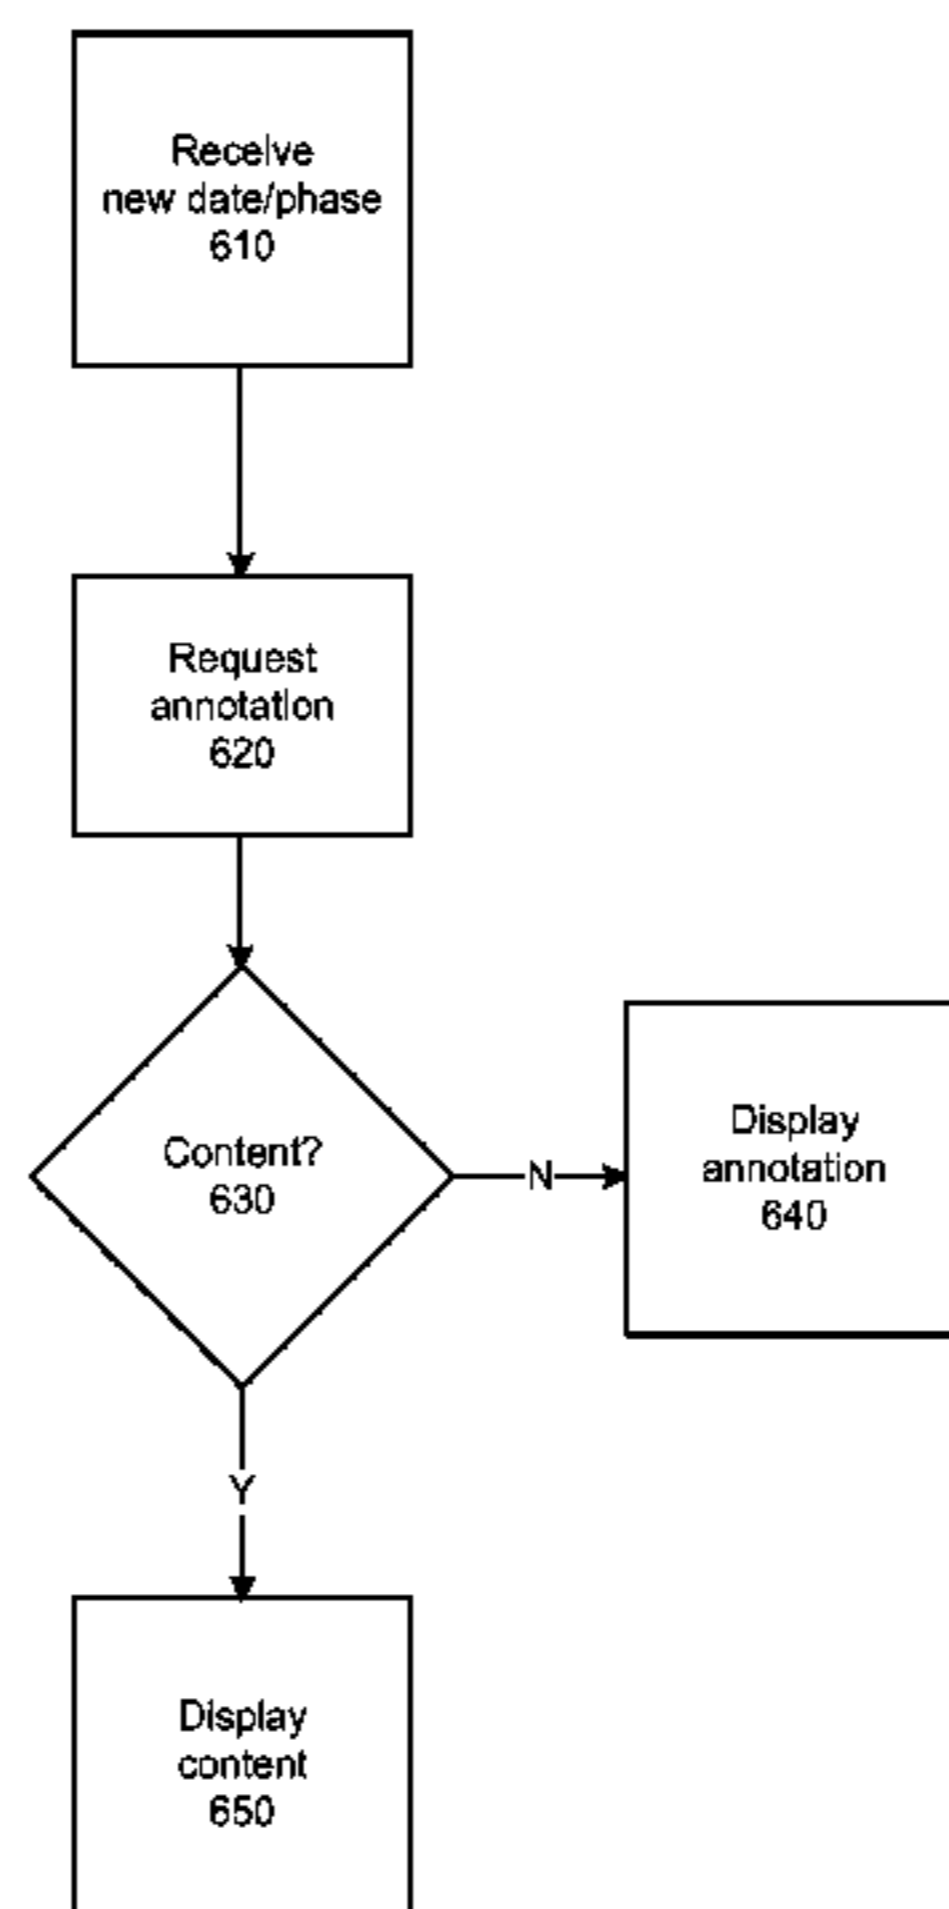 Receive
new date/phase
610
Request
annotation
620
Content?
630
N
Display
annotation
640
Y
Display
content
650